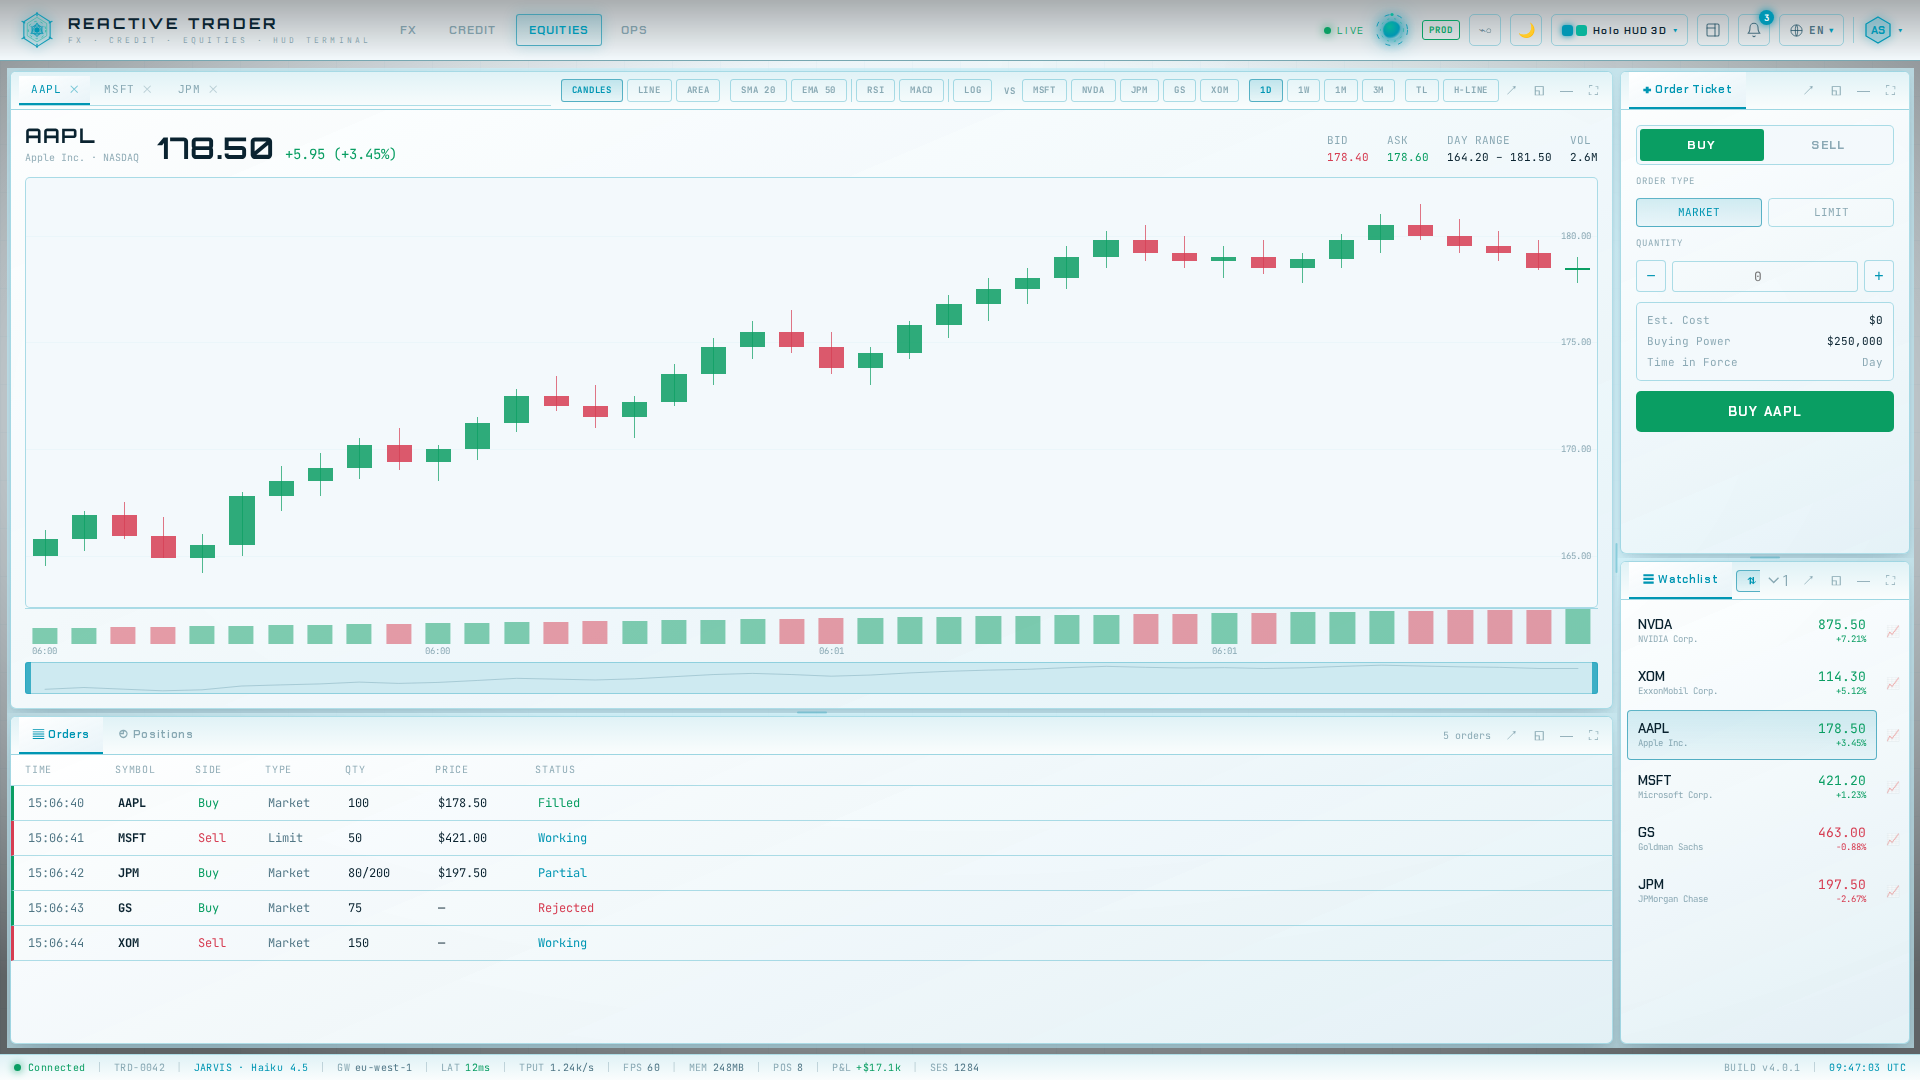 REACTIVE TRADER
FX · CREDIT · EQUITIES · HUD TERMINAL
FX CREDIT EQUITIES OPS
LIVE PROD Holo HUD 3D 3 EN AS
AAPL MSFT JPM
CANDLES LINE AREA SMA 20 EMA 50 RSI MACD LOG VS MSFT NVDA JPM GS XOM 1D 1W 1M 3M TL H-LINE
AAPL
Apple Inc. · NASDAQ
178.50 +5.95 (+3.45%)
BID ASK DAY RANGE VOL
178.40 178.60 164.20 – 181.50 2.6M
180.00
175.00
170.00
165.00
06:00 06:00 06:01 06:01
Order Ticket
BUY SELL
ORDER TYPE
MARKET LIMIT
QUANTITY
− 0 +
Est. Cost $0
Buying Power $250,000
Time in Force Day
BUY AAPL
Watchlist 1
NVDA 875.50
NVIDIA Corp. +7.21%
XOM 114.30
ExxonMobil Corp. +5.12%
AAPL 178.50
Apple Inc. +3.45%
MSFT 421.20
Microsoft Corp. +1.23%
GS 463.00
Goldman Sachs -0.88%
JPM 197.50
JPMorgan Chase -2.67%
Orders Positions 5 orders
TIME SYMBOL SIDE TYPE QTY PRICE STATUS
15:06:40 AAPL Buy Market 100 $178.50 Filled
15:06:41 MSFT Sell Limit 50 $421.00 Working
15:06:42 JPM Buy Market 80/200 $197.50 Partial
15:06:43 GS Buy Market 75 — Rejected
15:06:44 XOM Sell Market 150 — Working
Connected TRD-0042 JARVIS · Haiku 4.5 GW eu-west-1 LAT 12ms TPUT 1.24k/s FPS 60 MEM 248MB POS 8 P&L +$17.1k SES 1284 BUILD v4.0.1 09:47:03 UTC